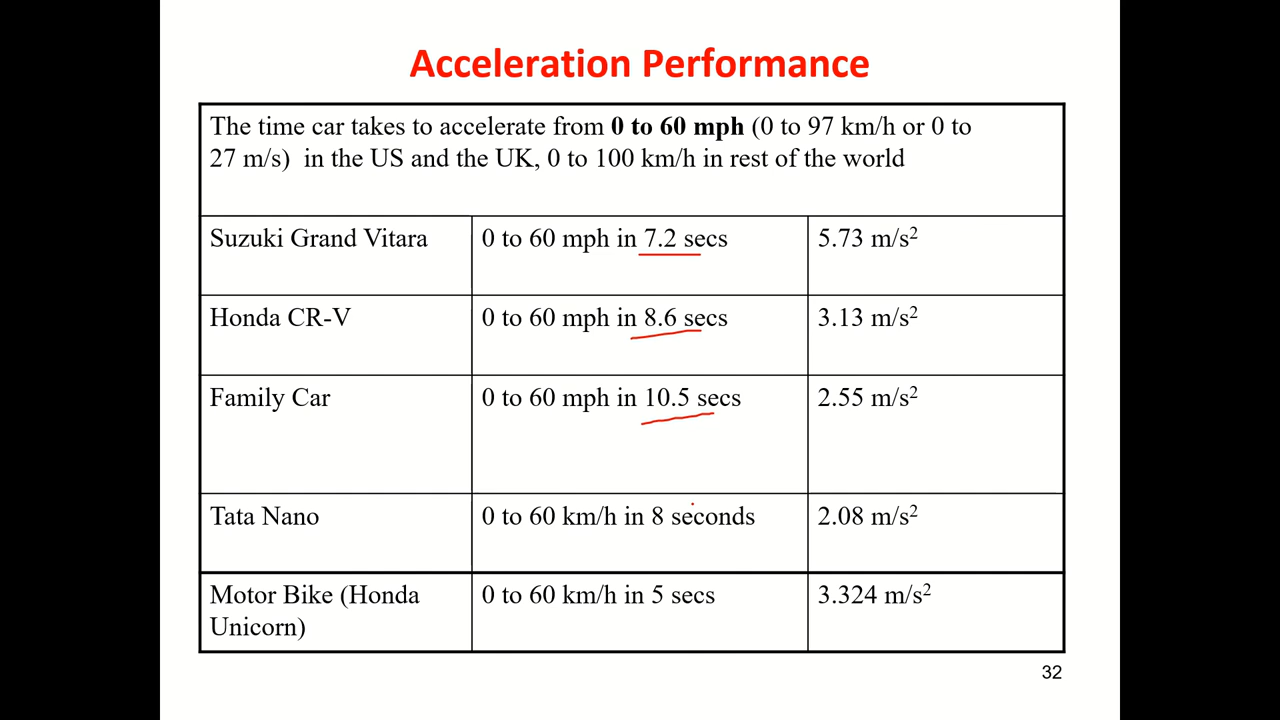 Acceleration Performance
The time car takes to accelerate from 0 to 60 mph (0 to 97 km/h or 0 to
27 m/s)  in the US and the UK, 0 to 100 km/h in rest of the world
Suzuki Grand Vitara
0 to 60 mph in 7.2 secs
5.73 m/s²
Honda CR-V
0 to 60 mph in 8.6 secs
3.13 m/s²
Family Car
0 to 60 mph in 10.5 secs
2.55 m/s²
Tata Nano
0 to 60 km/h in 8 seconds
2.08 m/s²
Motor Bike (Honda
Unicorn)
0 to 60 km/h in 5 secs
3.324 m/s²
32